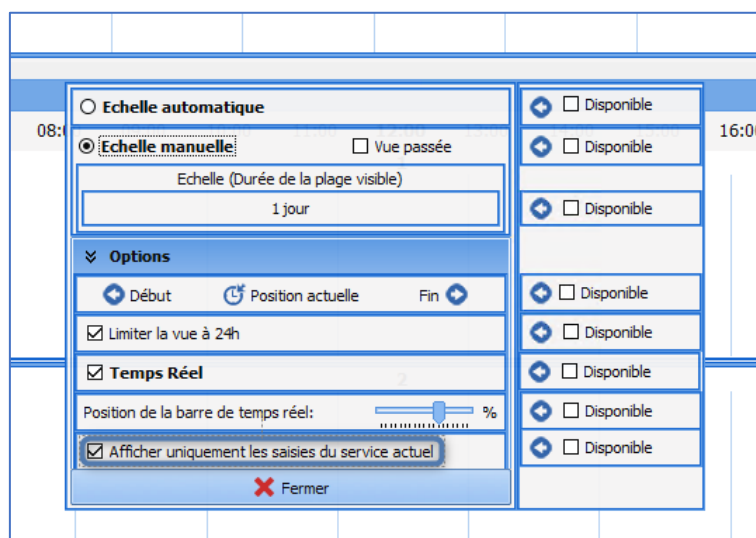 Echelle automatique
Disponible
08:0
16:0
Echelle manuelle
Vue passée
Disponible
Echelle (Durée de la plage visible)
1 jour
Disponible
Options
Début
Position actuelle
Fin
Disponible
Limiter la vue à 24h
Disponible
Temps Réel
2
Disponible
Position de la barre de temps réel:
%
Disponible
Afficher uniquement les saisies du service actuel
Disponible
Fermer